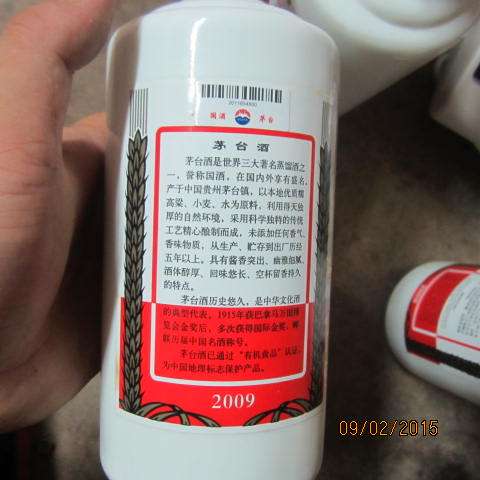 国酒 茅台
茅台酒
茅台酒是世界三大著名蒸馏酒之
一，誉称国酒，在国内外享有盛名。
产于中国贵州茅台镇，以本地优质糯
高粱、小麦、水为原料，利用得天独
厚的自然环境，采用科学独特的传统
工艺精心酿制而成，未添加任何香气、
香味物质，从生产、贮存到出厂历经
五年以上。具有酱香突出、幽雅细腻、
酒体醇厚、回味悠长、空杯留香持久
的特点。
茅台酒历史悠久，是中华文化酒
的典型代表。1915年获巴拿马万国博
览会金奖后，多次获得国际金奖，蝉
联历届中国名酒称号。
茅台酒已通过“有机食品”认证，
为中国地理标志保护产品。
2009
09/02/2015